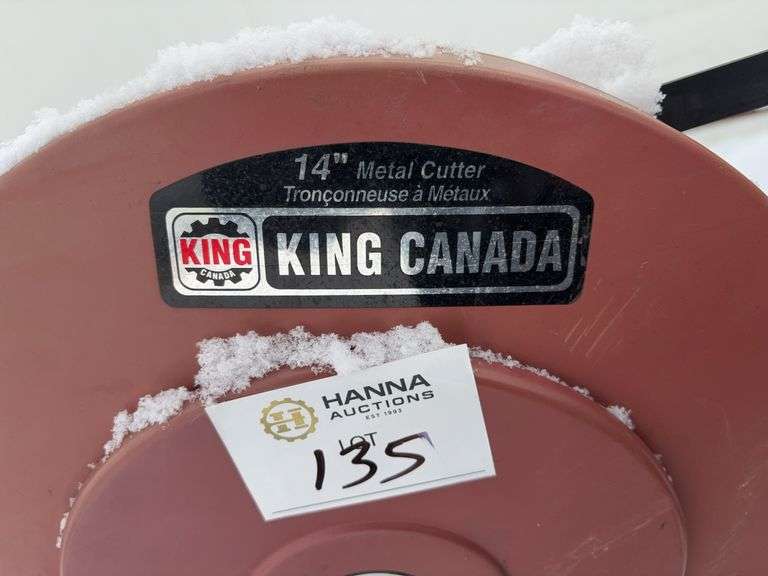 14" Metal Cutter
Tronçonneuse à Métaux
KING
CANADA
KING CANADA
HANNA
AUCTIONS
EST 1993
LOT
135